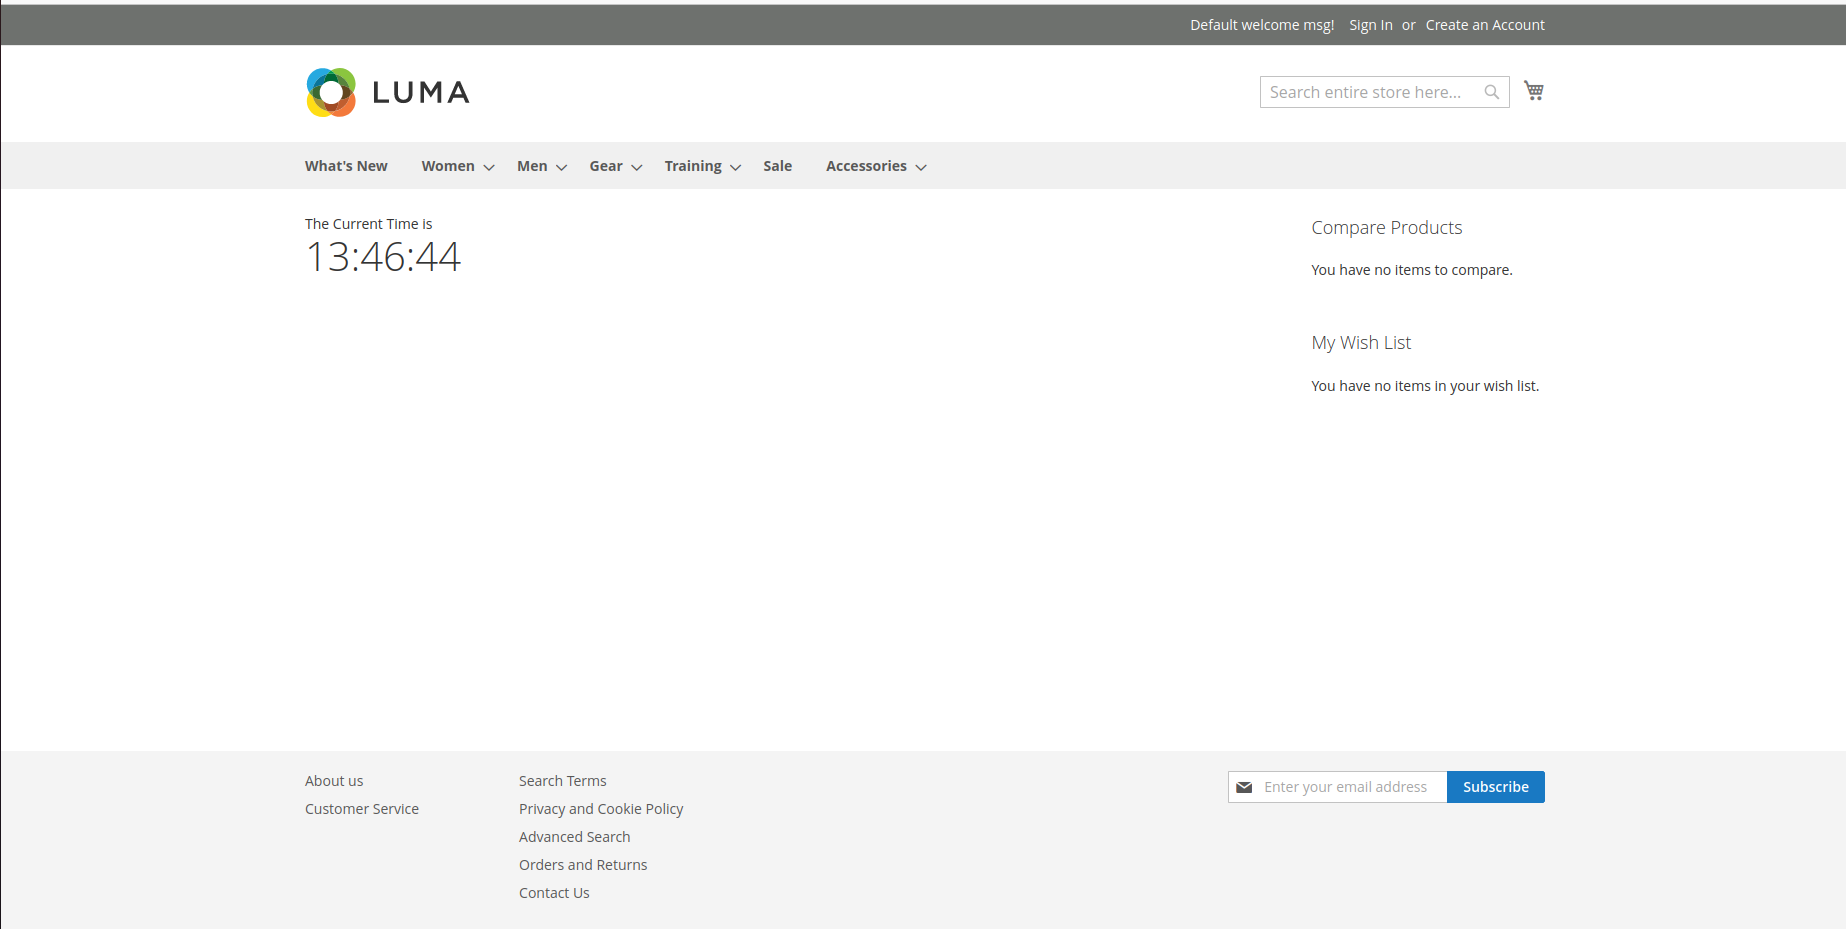 Default welcome msg! Sign In or Create an Account
LUMA
Search entire store here...
What's New Women Men Gear Training Sale Accessories
The Current Time is
13:46:44
Compare Products
You have no items to compare.
My Wish List
You have no items in your wish list.
About us
Customer Service
Search Terms
Privacy and Cookie Policy
Advanced Search
Orders and Returns
Contact Us
Enter your email address
Subscribe